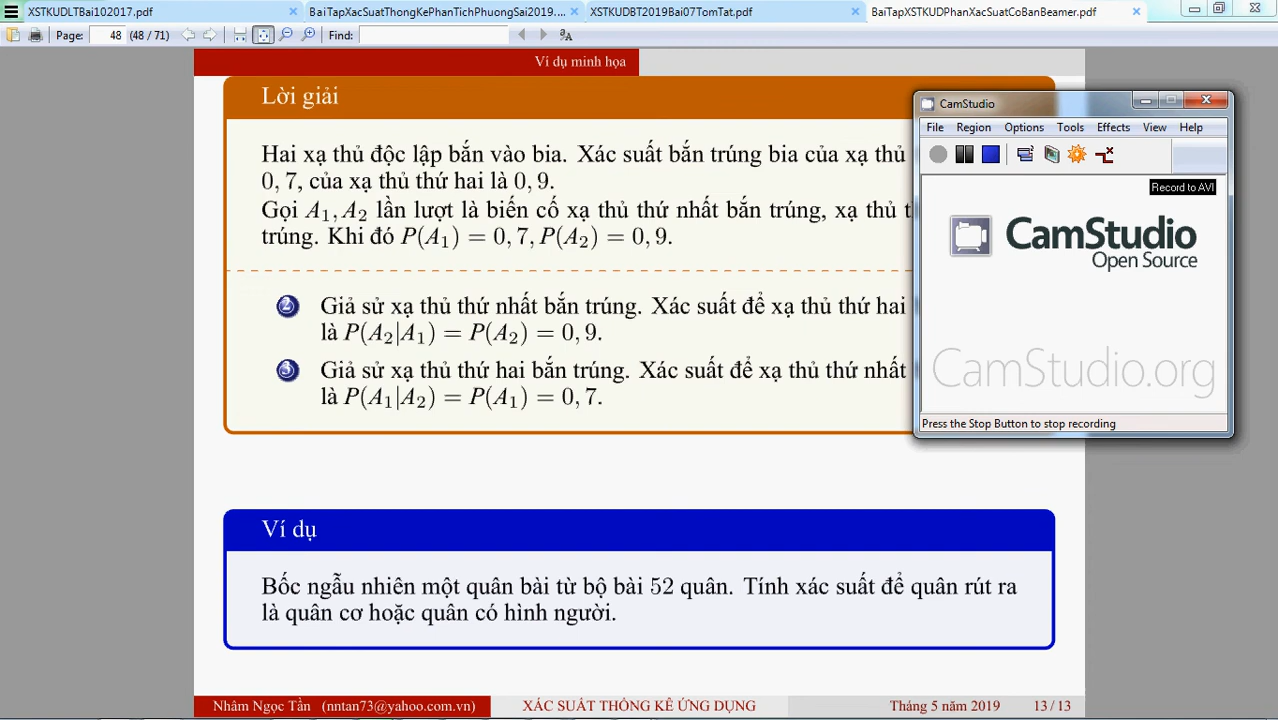 XSTKUDLTBai102017.pdf
BaiTapXacSuatThongKePhanTichPhuongSai2019....
XSTKUDBT2019Bai07TomTat.pdf
BaiTapXSTKUDPhanXacSuatCoBanBeamer.pdf
Page: 48 (48 / 71) Find:
Ví dụ minh họa
Lời giải
Hai xạ thủ độc lập bắn vào bia. Xác suất bắn trúng bia của xạ thủ
0, 7, của xạ thủ thứ hai là 0, 9.
Gọi A₁, A₂ lần lượt là biến cố xạ thủ thứ nhất bắn trúng, xạ thủ t
trúng. Khi đó P(A₁) = 0, 7, P(A₂) = 0, 9.
2 Giả sử xạ thủ thứ nhất bắn trúng. Xác suất để xạ thủ thứ hai
là P(A₂|A₁) = P(A₂) = 0, 9.
3 Giả sử xạ thủ thứ hai bắn trúng. Xác suất để xạ thủ thứ nhất
là P(A₁|A₂) = P(A₁) = 0, 7.
CamStudio
File Region Options Tools Effects View Help
Record to AVI
CamStudio
Open Source
CamStudio.org
Press the Stop Button to stop recording
Ví dụ
Bốc ngẫu nhiên một quân bài từ bộ bài 52 quân. Tính xác suất để quân rút ra
là quân cơ hoặc quân có hình người.
Nhâm Ngọc Tần (nntan73@yahoo.com.vn) XÁC SUẤT THỐNG KÊ ỨNG DỤNG Tháng 5 năm 2019 13 / 13